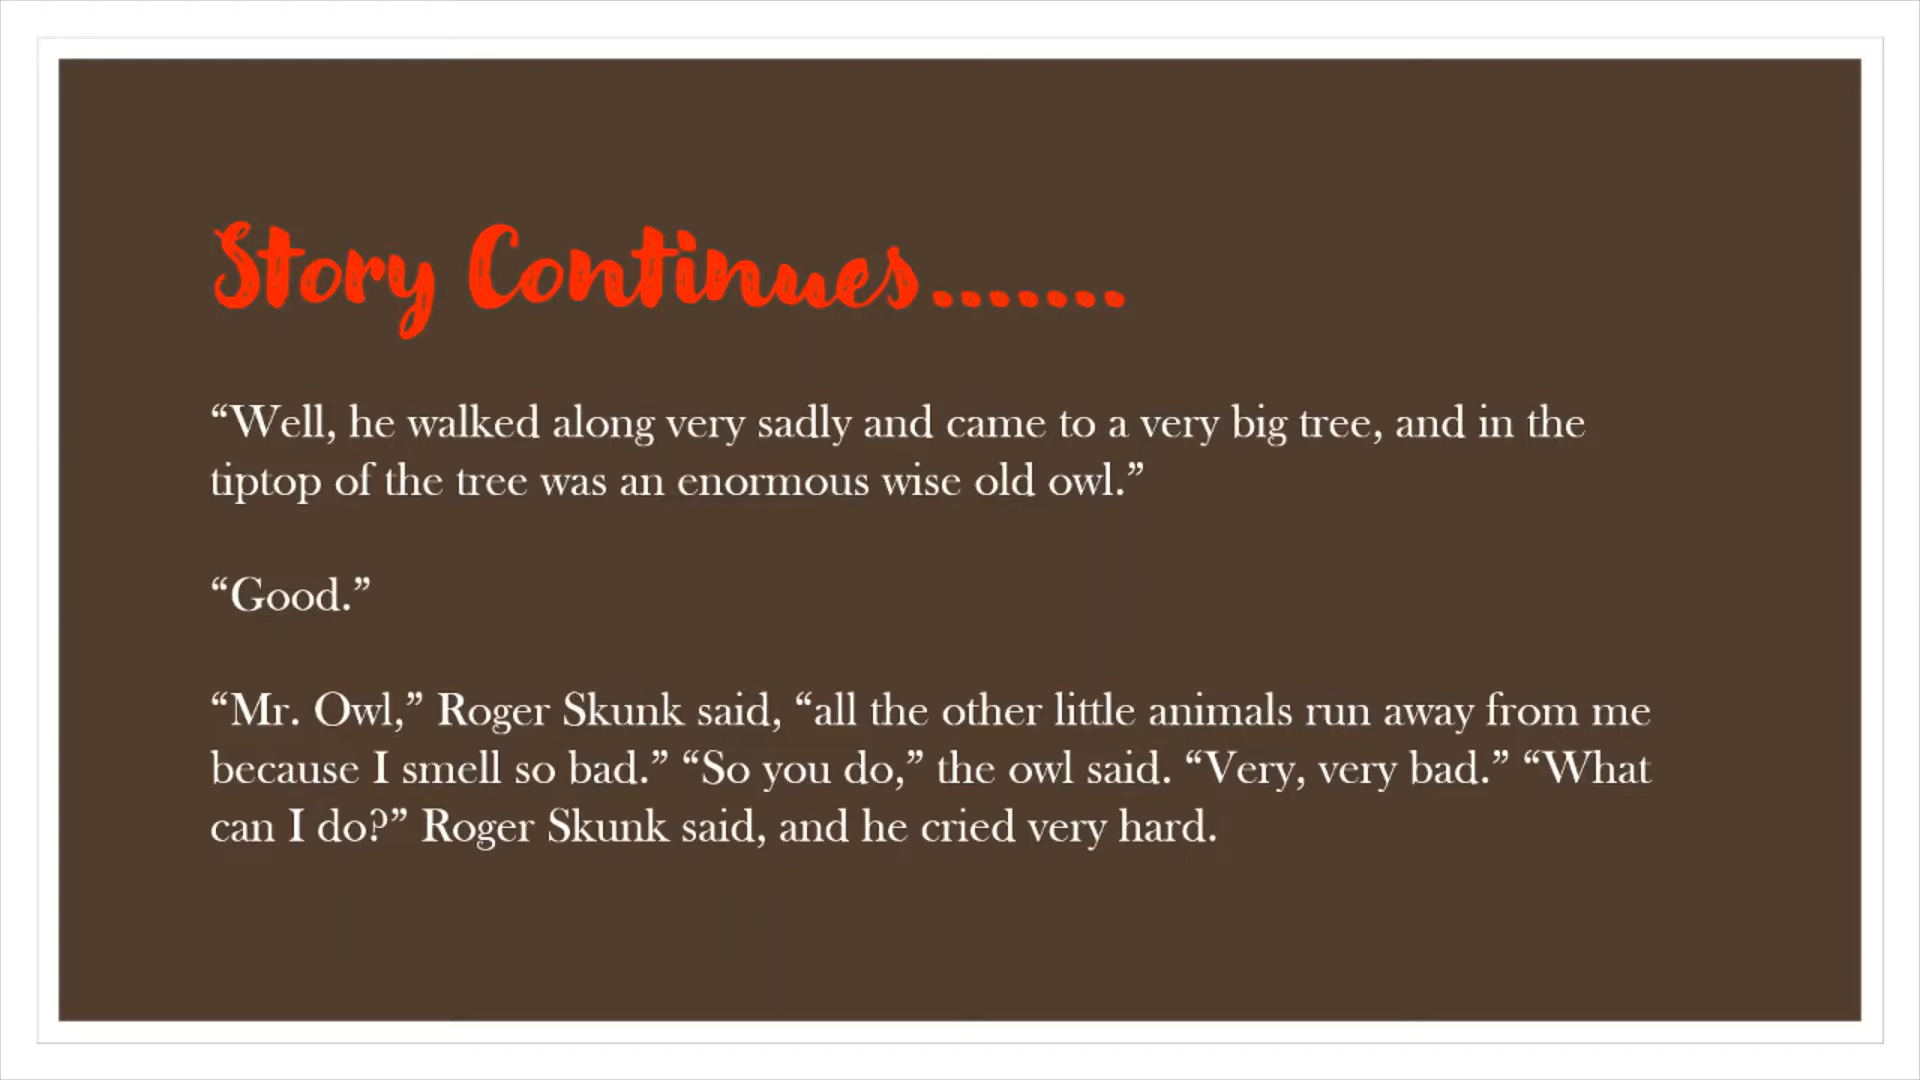 Story Continues.......
“Well, he walked along very sadly and came to a very big tree, and in the
tiptop of the tree was an enormous wise old owl.”
“Good.”
“Mr. Owl,” Roger Skunk said, “all the other little animals run away from me
because I smell so bad.” “So you do,” the owl said. “Very, very bad.” “What
can I do?” Roger Skunk said, and he cried very hard.